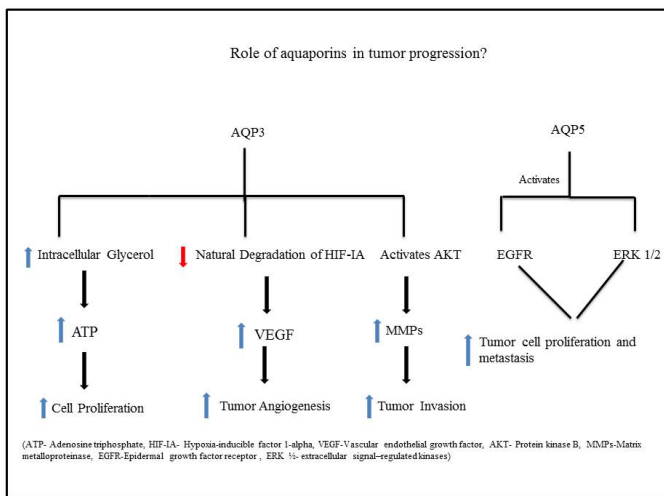 Role of aquaporins in tumor progression?
AQP3
AQP5
Activates
Intracellular Glycerol
Natural Degradation of HIF-IA
Activates AKT
EGFR
ERK 1/2
ATP
VEGF
MMPs
Tumor cell proliferation and
metastasis
Cell Proliferation
Tumor Angiogenesis
Tumor Invasion
(ATP- Adenosine triphosphate, HIF-IA- Hypoxia-inducible factor 1-alpha, VEGF-Vascular endothelial growth factor, AKT- Protein kinase B, MMPs-Matrix
metalloproteinase, EGFR-Epidermal growth factor receptor , ERK ½- extracellular signal–regulated kinases)